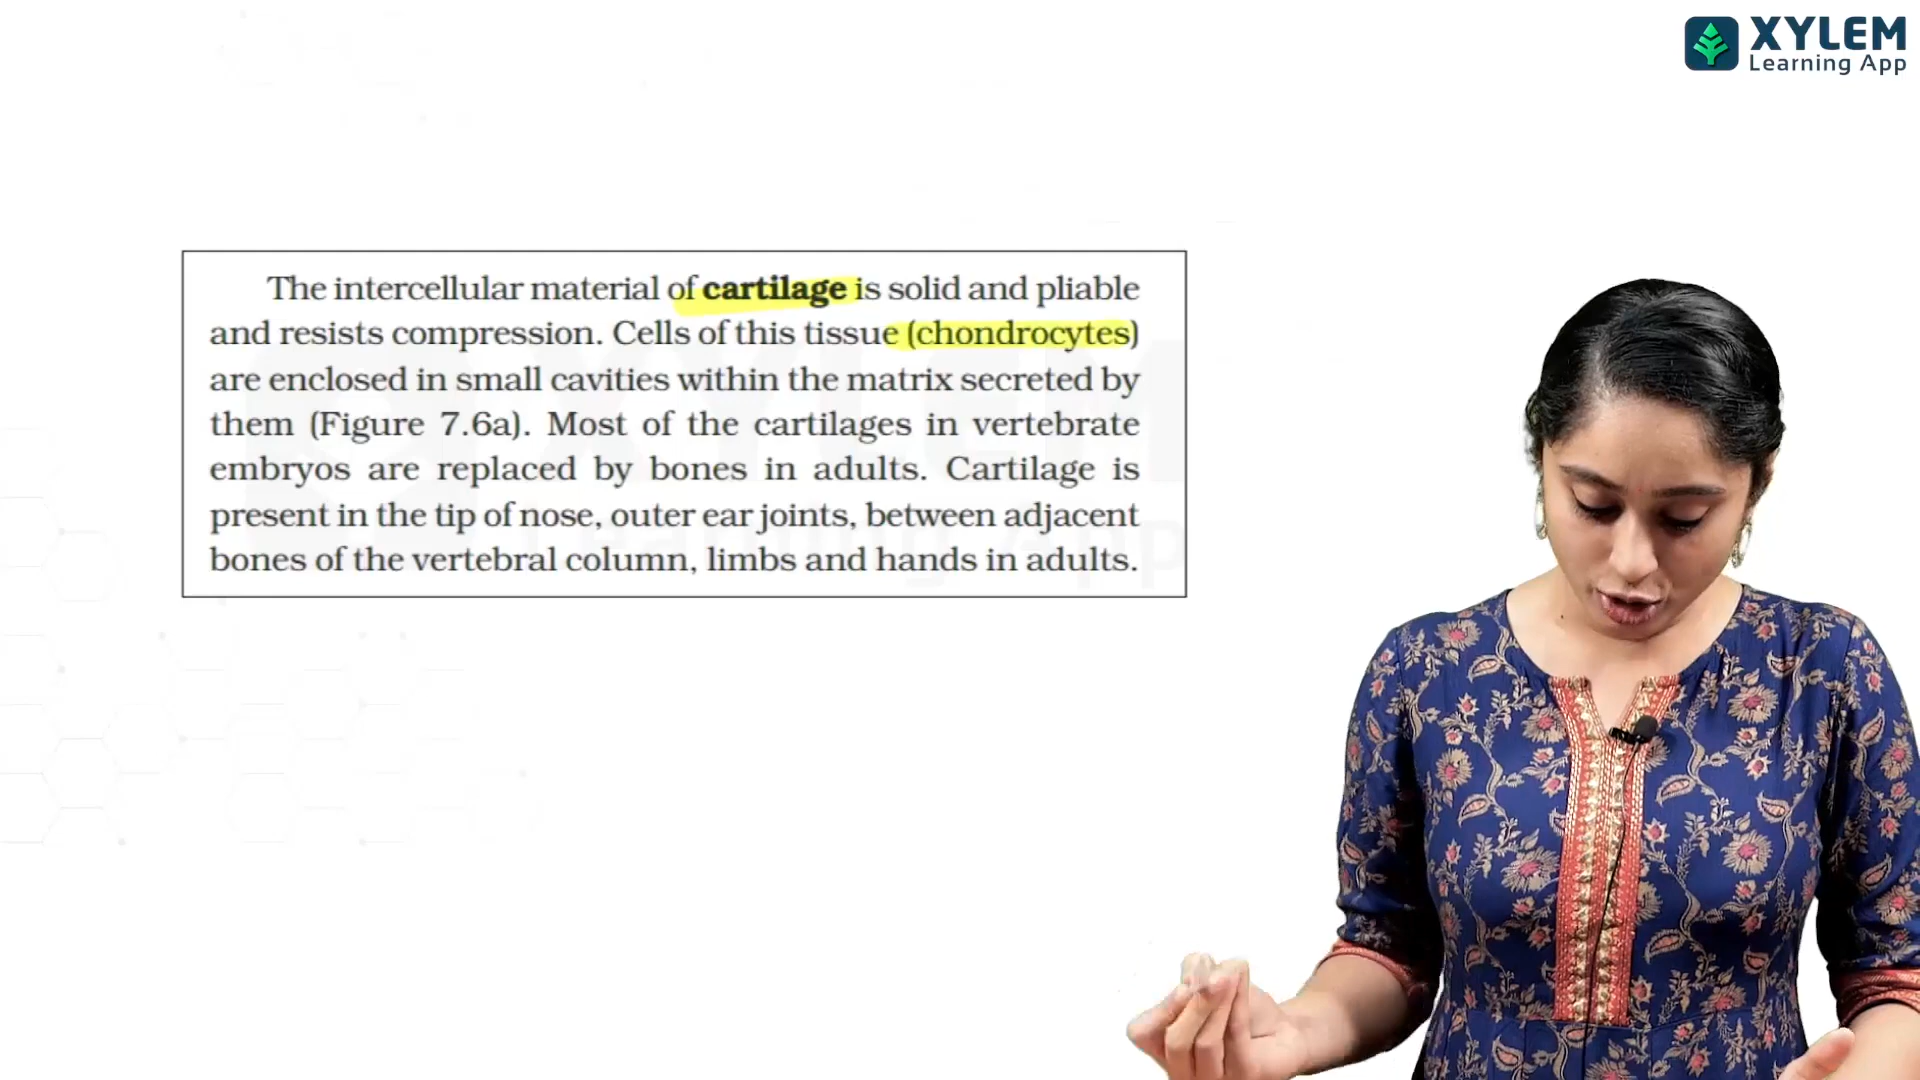 XYLEM
Learning App
The intercellular material of cartilage is solid and pliable
and resists compression. Cells of this tissue (chondrocytes)
are enclosed in small cavities within the matrix secreted by
them (Figure 7.6a). Most of the cartilages in vertebrate
embryos are replaced by bones in adults. Cartilage is
present in the tip of nose, outer ear joints, between adjacent
bones of the vertebral column, limbs and hands in adults.
XYLEM
Learning App